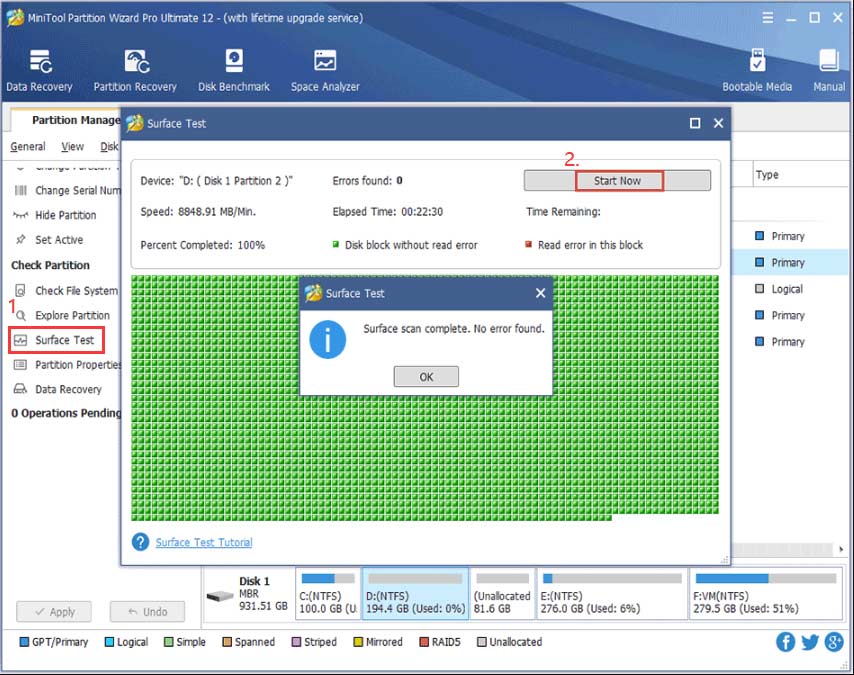 MiniTool Partition Wizard Pro Ultimate 12 - (with lifetime upgrade service)
Data Recovery
Partition Recovery
Disk Benchmark
Space Analyzer
Bootable Media
Manual
Partition Manage
General
View
Disk
Change Serial Num
Hide Partition
Set Active
Check Partition
Check File System
1
Explore Partition
Surface Test
Partition Properties
Data Recovery
0 Operations Pending
Apply
Undo
Surface Test
2.
Device: "D: ( Disk 1 Partition 2 )"
Errors found: 0
Start Now
Speed: 8848.91 MB/Min.
Elapsed Time: 00:22:30
Time Remaining:
Percent Completed: 100%
Disk block without read error
Read error in this block
Surface Test
Surface scan complete. No error found.
OK
Surface Test Tutorial
Type
Primary
Primary
Logical
Primary
Primary
Disk 1
MBR
931.51 GB
C:(NTFS)
100.0 GB (U
D:(NTFS)
194.4 GB (Used: 0%)
(Unallocated
81.6 GB
E:(NTFS)
276.0 GB (Used: 6%)
F:VM(NTFS)
279.5 GB (Used: 51%)
GPT/Primary
Logical
Simple
Spanned
Striped
Mirrored
RAID5
Unallocated